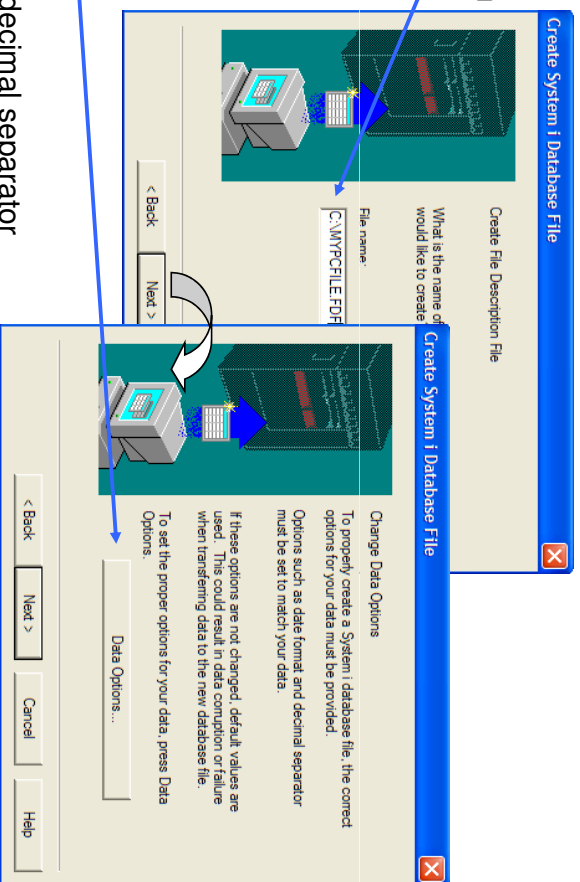 Create System i Database File
Create File Description File
What is the name of
would like to create
File name:
C:\MYPCFILE.FDF
< Back
Next >
Create System i Database File
Change Data Options
To properly create a System i database file, the correct
options for your data must be provided.
Options such as date format and decimal separator
must be set to match your data.
If these options are not changed, default values are
used. This could result in data corruption or failure
when transferring data to the new database file.
To set the proper options for your data, press Data
Options.
Data Options...
< Back
Next >
Cancel
Help
decimal separator